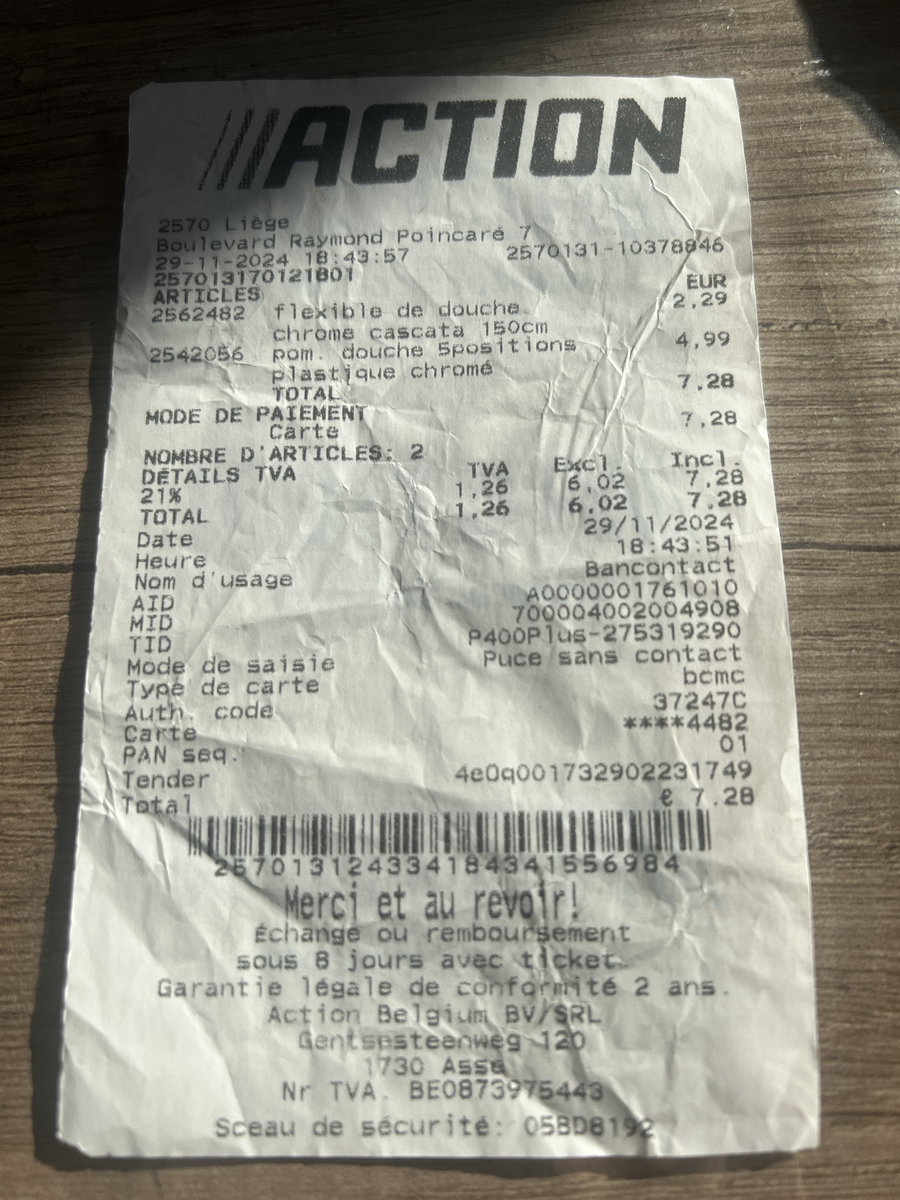 ///ACTION
2570 Liège
Boulevard Raymond Poincaré 7
29-11-2024 18:43:57 2570131-10378846
257013170121801
ARTICLES EUR
2562482 flexible de douche 2,29
chrome cascata 150cm
2542056 pom. douche 5positions 4,99
plastique chromé
TOTAL 7,28
MODE DE PAIEMENT
Carte 7,28
NOMBRE D'ARTICLES: 2
DÉTAILS TVA TVA Excl. Incl.
21% 1,26 6,02 7,28
TOTAL 1,26 6,02 7,28
Date 29/11/2024
Heure 18:43:51
Nom d'usage Bancontact
AID A0000001761010
MID 700004002004908
TID P400Plus-275319290
Mode de saisie Puce sans contact
Type de carte bcmc
Auth. code 37247C
Carte ****4482
PAN seq. 01
Tender 4e0q001732902231749
Total € 7.28
257013124334184341556984
Merci et au revoir!
Échange ou remboursement
sous 8 jours avec ticket.
Garantie légale de conformité 2 ans.
Action Belgium BV/SRL
Gentsesteenweg 120
1730 Asse
Nr TVA. BE0873975443
Sceau de sécurité: 05BD8192